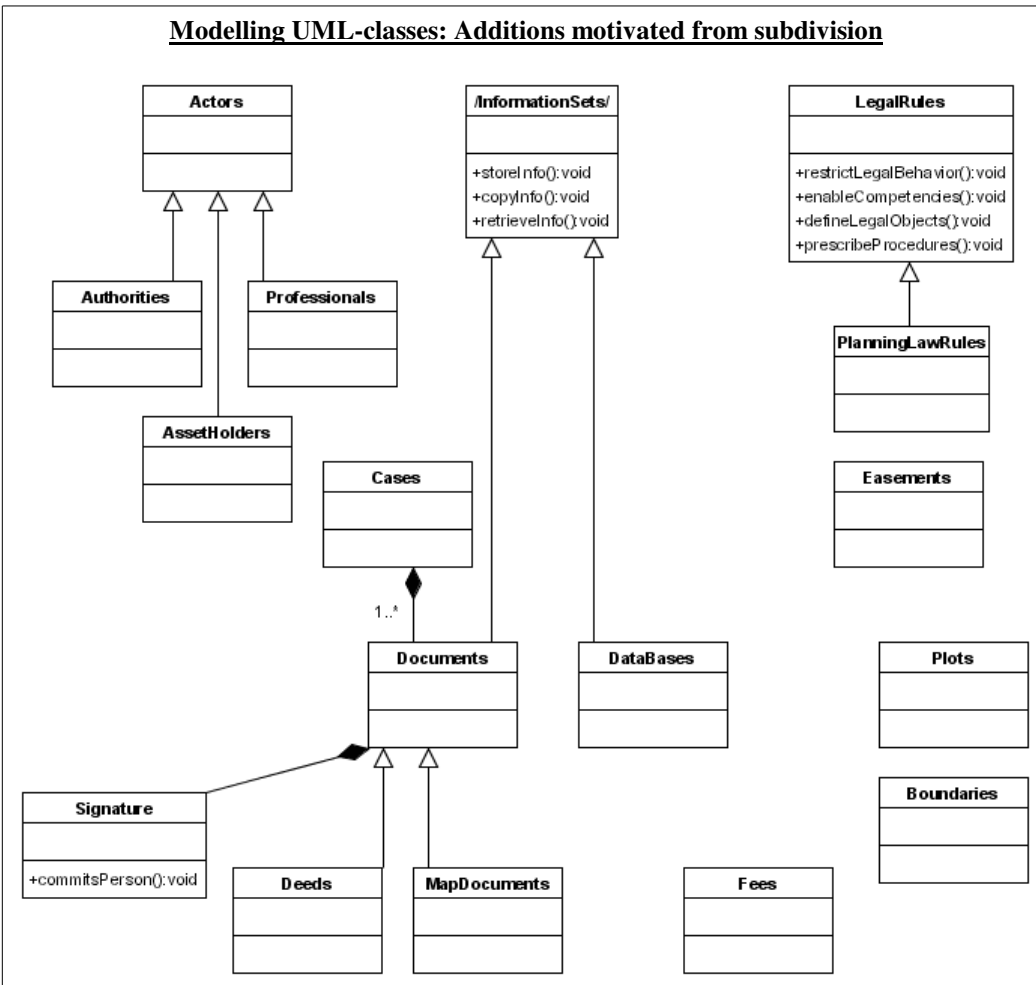 Modelling UML-classes: Additions motivated from subdivision
Actors
/InformationSets/
+storeInfo():void
+copyInfo():void
+retrieveInfo():void
LegalRules
+restrictLegalBehavior():void
+enableCompetencies():void
+defineLegalObjects():void
+prescribeProcedures():void
Authorities
Professionals
PlanningLawRules
AssetHolders
Cases
Easements
1..*
Documents
DataBases
Plots
Signature
+commitsPerson():void
Boundaries
Deeds
MapDocuments
Fees